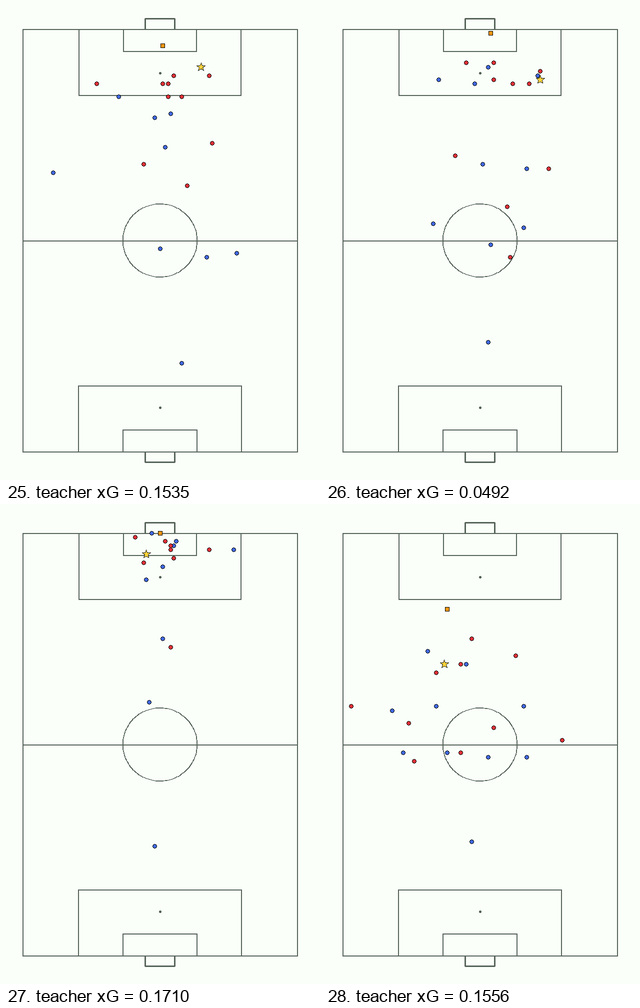 25. teacher xG = 0.1535
26. teacher xG = 0.0492
27. teacher xG = 0.1710
28. teacher xG = 0.1556